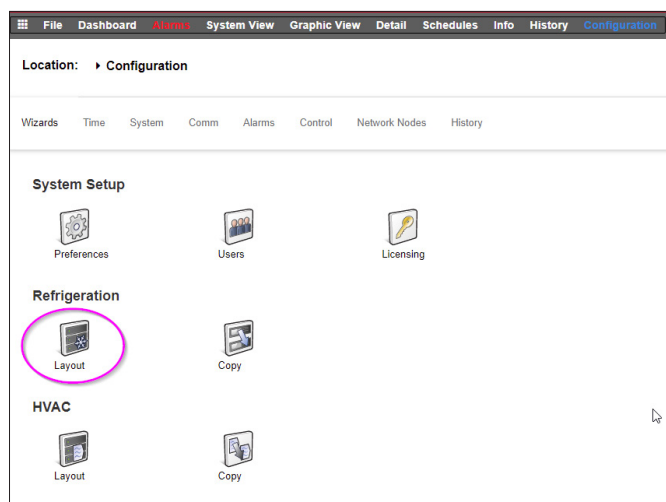 File Dashboard Alarms System View Graphic View Detail Schedules Info History Configuration
Location: Configuration
Wizards Time System Comm Alarms Control Network Nodes History
System Setup
Preferences Users Licensing
Refrigeration
Layout Copy
HVAC
Layout Copy